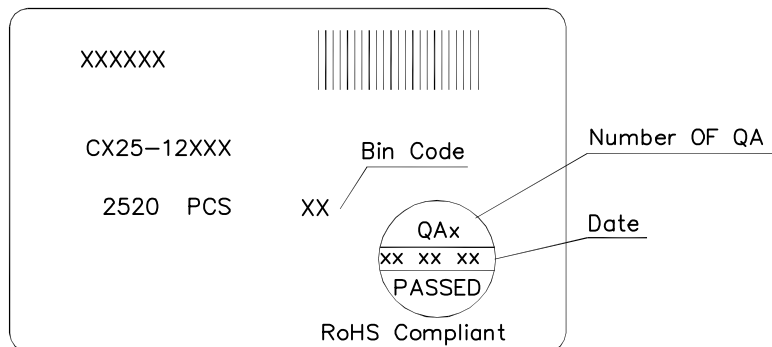 XXXXXX
CX25-12XXX
Bin Code
Number OF QA
2520 PCS
XX
QAx
Date
xx xx xx
PASSED
RoHS Compliant